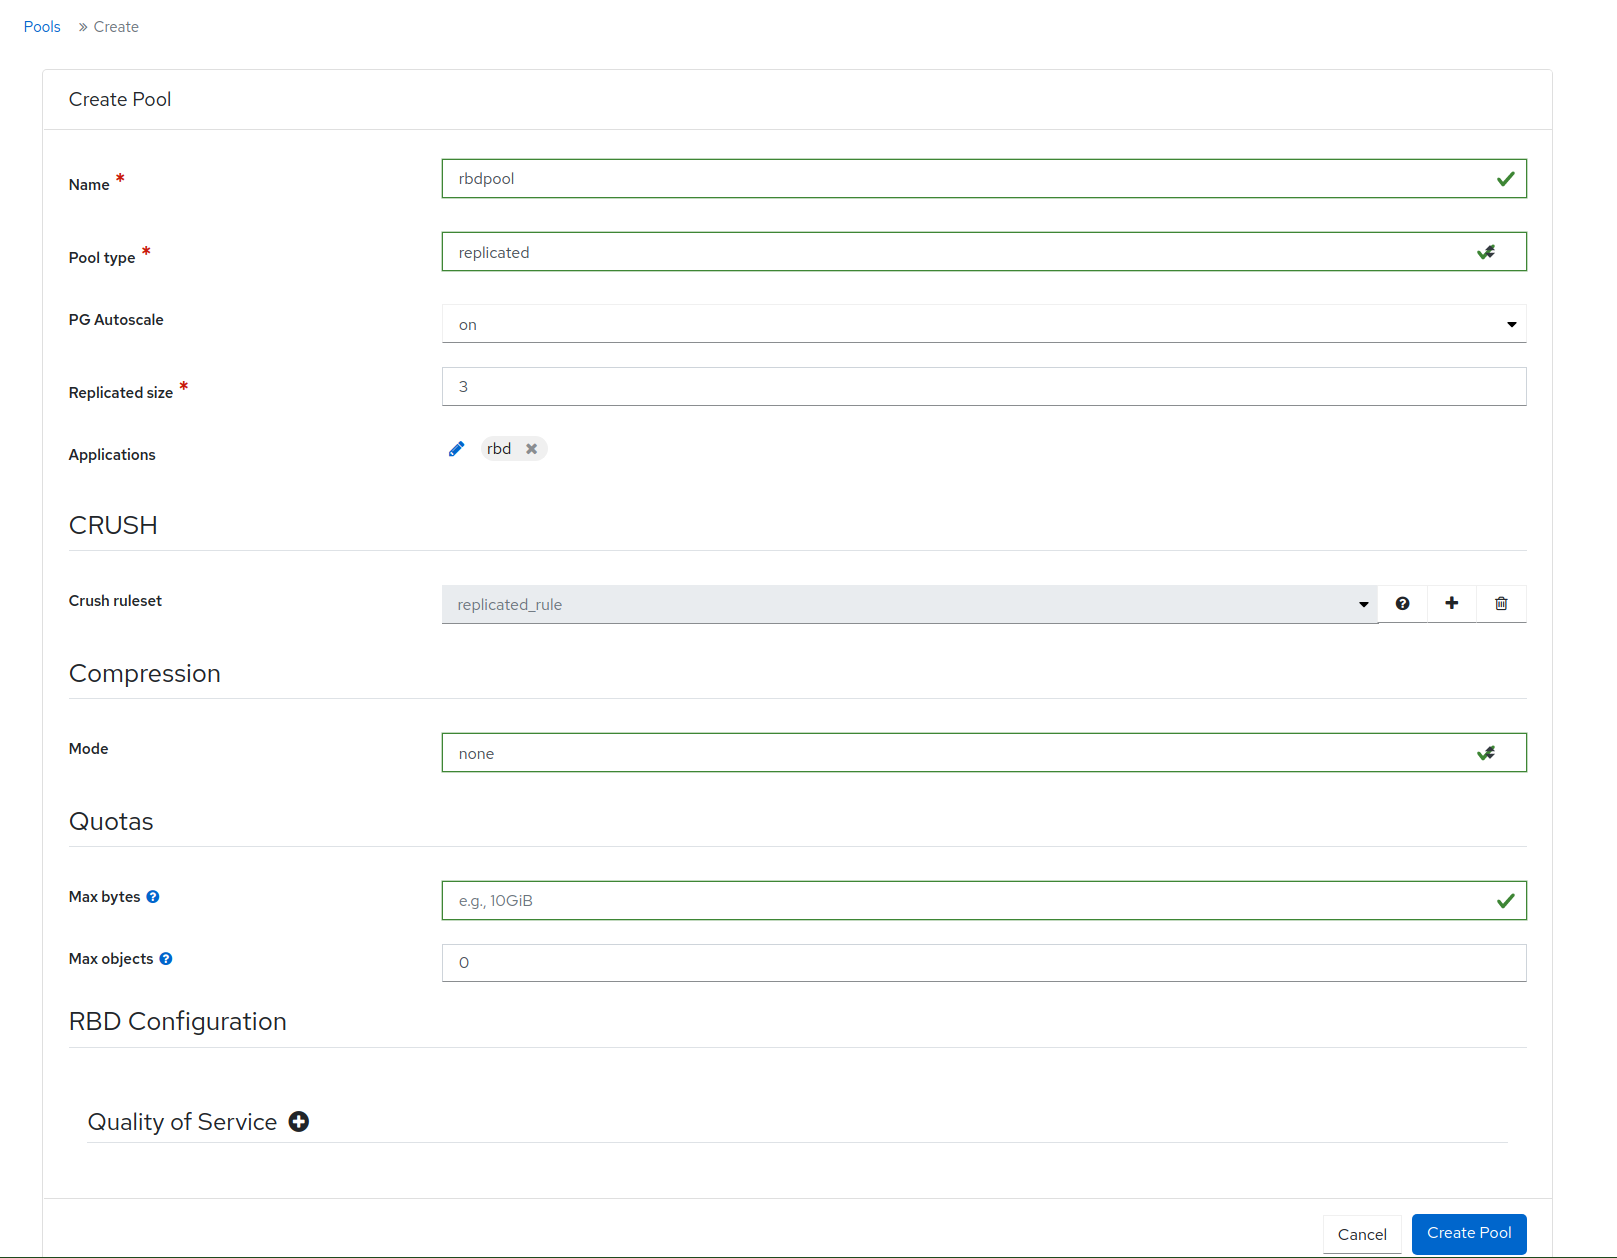 Pools » Create
Create Pool
Name *
rbdpool
Pool type *
replicated
PG Autoscale
on
Replicated size *
3
Applications
rbd
CRUSH
Crush ruleset
replicated_rule
Compression
Mode
none
Quotas
Max bytes
e.g., 10GiB
Max objects
0
RBD Configuration
Quality of Service
Cancel
Create Pool